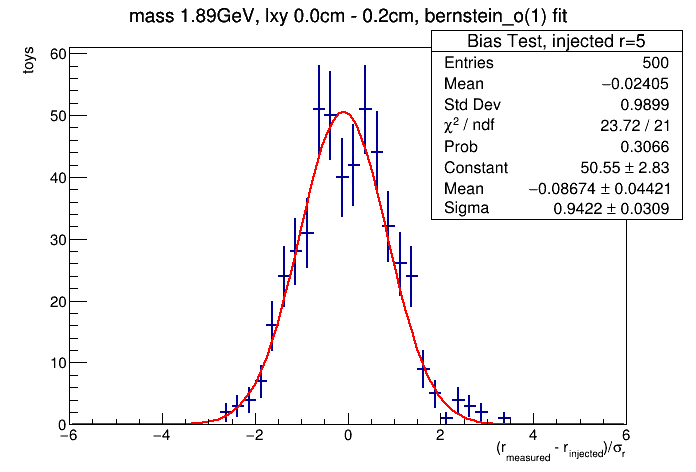 mass 1.89GeV, lxy 0.0cm - 0.2cm, bernstein_o(1) fit
Bias Test, injected r=5
Entries 500
Mean −0.02405
Std Dev 0.9899
χ² / ndf 23.72 / 21
Prob 0.3066
Constant 50.55 ± 2.83
Mean −0.08674 ± 0.04421
Sigma 0.9422 ± 0.0309
toys
60
50
40
30
20
10
0
−6 −4 −2 0 2 4 6
(r_measured - r_injected)/σ_r